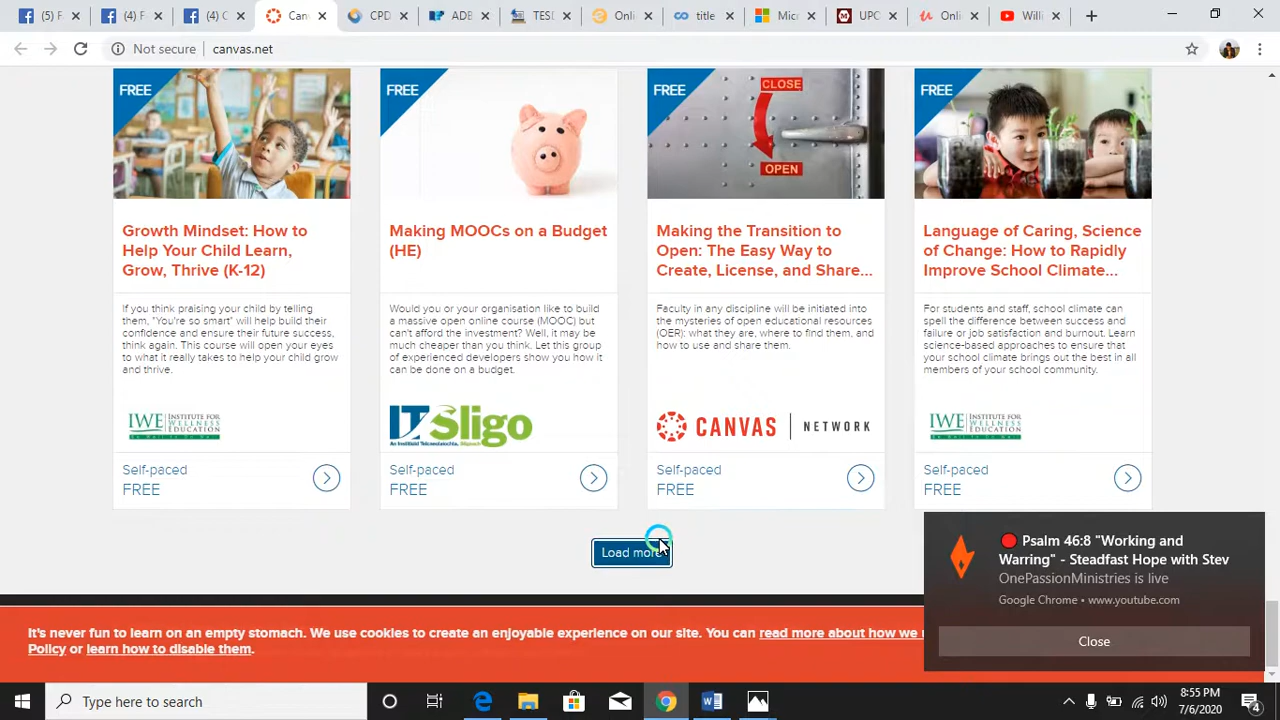 (5) F
(4) F
(4) C
Can
CPD
ADB
TESD
Onli
title
Mic
UPC
Onli
Willi
Not secure
canvas.net
FREE
FREE
FREE
FREE
CLOSE
OPEN
Growth Mindset: How to
Help Your Child Learn,
Grow, Thrive (K-12)
If you think praising your child by telling
them, "You're so smart" will help build their
confidence and ensure their future success,
think again. This course will open your eyes
to what it really takes to help your child grow
and thrive.
IWE INSTITUTE FOR
WELLNESS
EDUCATION
Self-paced
FREE
Making MOOCs on a Budget
(HE)
Would you or your organisation like to build
a massive open online course (MOOC) but
can't afford the investment? Well, it may be
much cheaper than you think. Let this group
of experienced developers show you how it
can be done on a budget.
IT Sligo
Self-paced
FREE
Making the Transition to
Open: The Easy Way to
Create, License, and Share...
Faculty in any discipline will be initiated into
the mysteries of open educational resources
(OER): what they are, where to find them, and
how to use and share them.
CANVAS | NETWORK
Self-paced
FREE
Language of Caring, Science
of Change: How to Rapidly
Improve School Climate...
For students and staff, school climate can
spell the difference between success and
failure or job satisfaction and burnout. Learn
science-based approaches to ensure that
your school climate brings out the best in all
members of your school community.
IWE INSTITUTE FOR
WELLNESS
EDUCATION
Self-paced
FREE
Load more
Psalm 46:8 "Working and
Warring" - Steadfast Hope with Stev
OnePassionMinistries is live
Google Chrome • www.youtube.com
Close
It's never fun to learn on an empty stomach. We use cookies to create an enjoyable experience on our site. You can read more about how we
Policy or learn how to disable them.
Type here to search
8:55 PM
7/6/2020
4